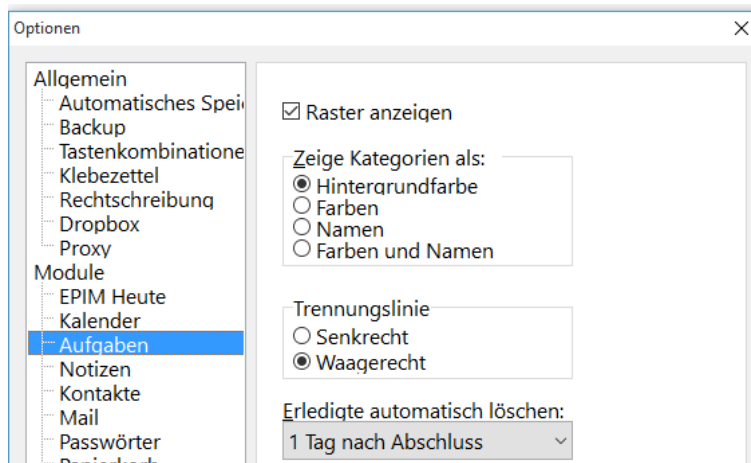 Optionen
Allgemein
Automatisches Spei
Backup
Tastenkombinatione
Klebezettel
Rechtschreibung
Dropbox
Proxy
Module
EPIM Heute
Kalender
Aufgaben
Notizen
Kontakte
Mail
Passwörter
Papierkorb
Raster anzeigen
Zeige Kategorien als:
Hintergrundfarbe
Farben
Namen
Farben und Namen
Trennungslinie
Senkrecht
Waagerecht
Erledigte automatisch löschen:
1 Tag nach Abschluss